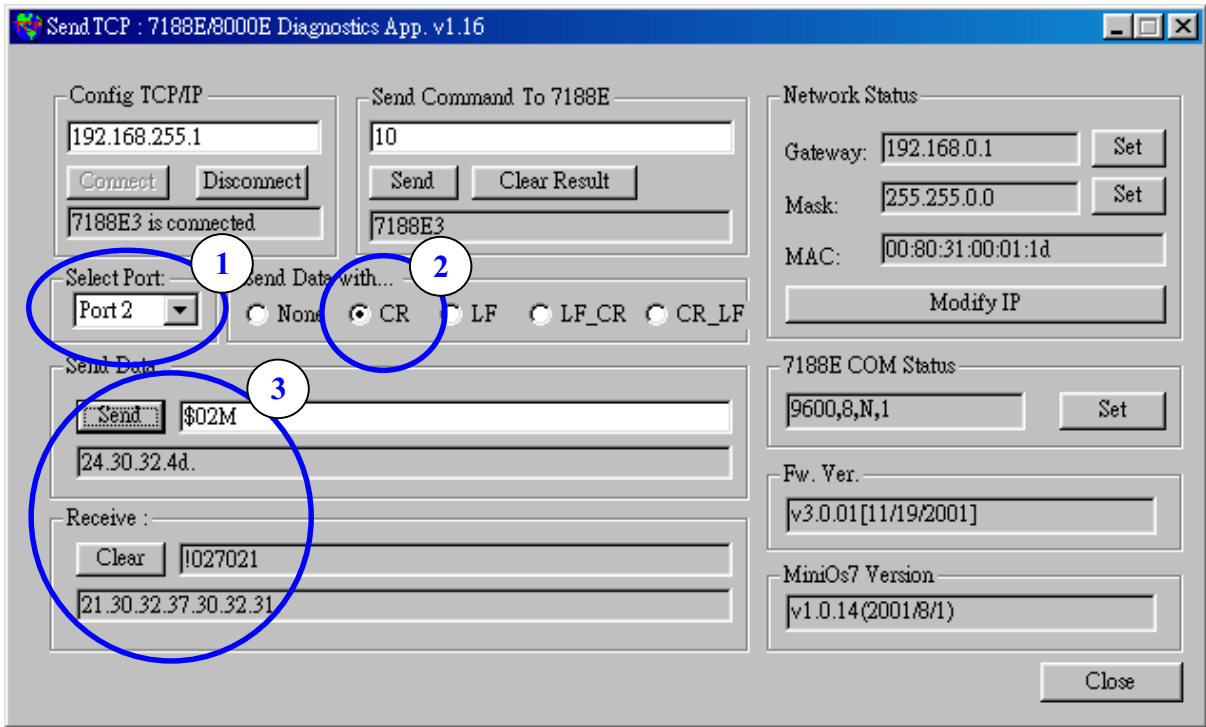 SendTCP : 7188E/8000E Diagnostics App. v1.16
Config TCP/IP
192.168.255.1
Connect Disconnect
7188E3 is connected
Send Command To 7188E
10
Send Clear Result
7188E3
Network Status
Gateway: 192.168.0.1 Set
Mask: 255.255.0.0 Set
MAC: 00:80:31:00:01:1d
Modify IP
1
Select Port:
Port 2
2
Send Data with...
None CR LF LF_CR CR_LF
3
Send Data
Send $02M
24.30.32.4d.
Receive :
Clear !027021
21.30.32.37.30.32.31
7188E COM Status
9600,8,N,1 Set
Fw. Ver.
v3.0.01[11/19/2001]
MiniOs7 Version
v1.0.14(2001/8/1)
Close